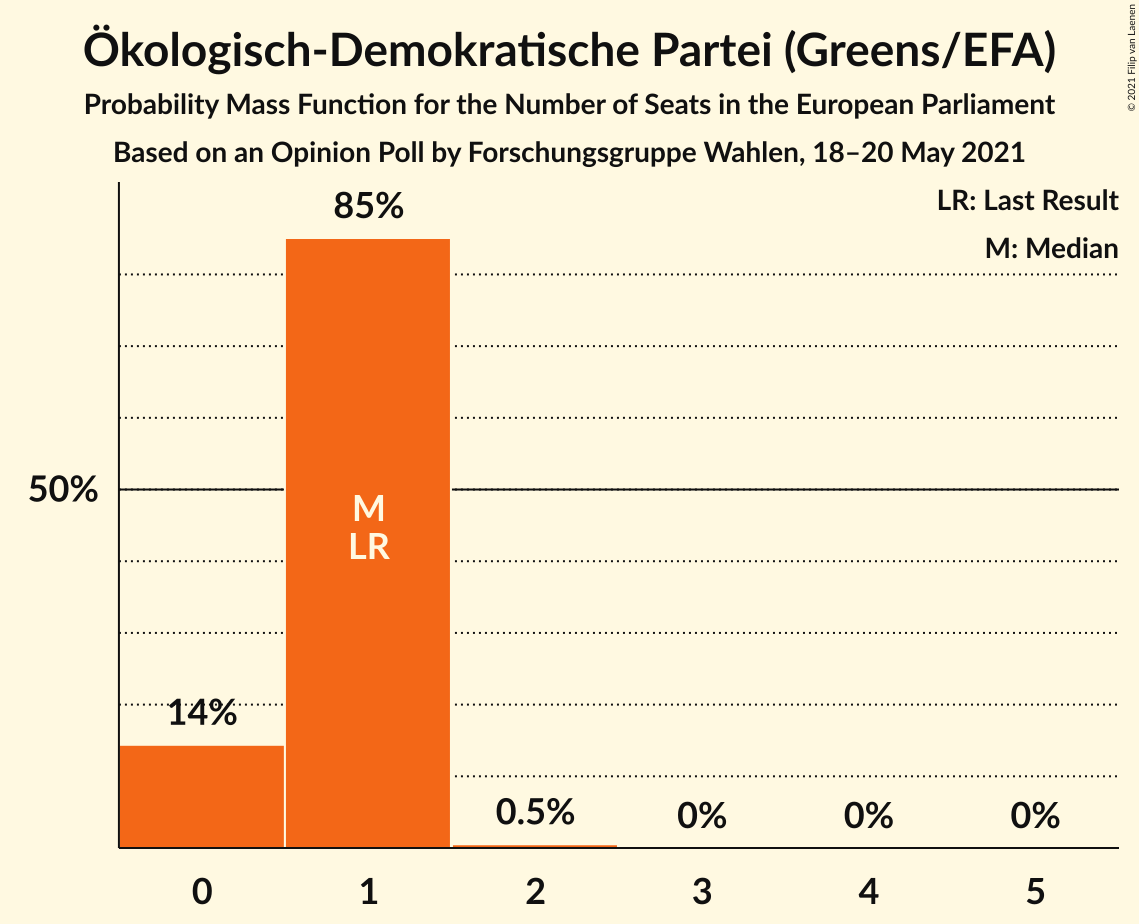 Ökologisch-Demokratische Partei (Greens/EFA)
Probability Mass Function for the Number of Seats in the European Parliament
Based on an Opinion Poll by Forschungsgruppe Wahlen, 18–20 May 2021
© 2021 Filip van Laenen
LR: Last Result
M: Median
85%
50%
M
LR
14%
0.5%
0%
0%
0%
0
1
2
3
4
5